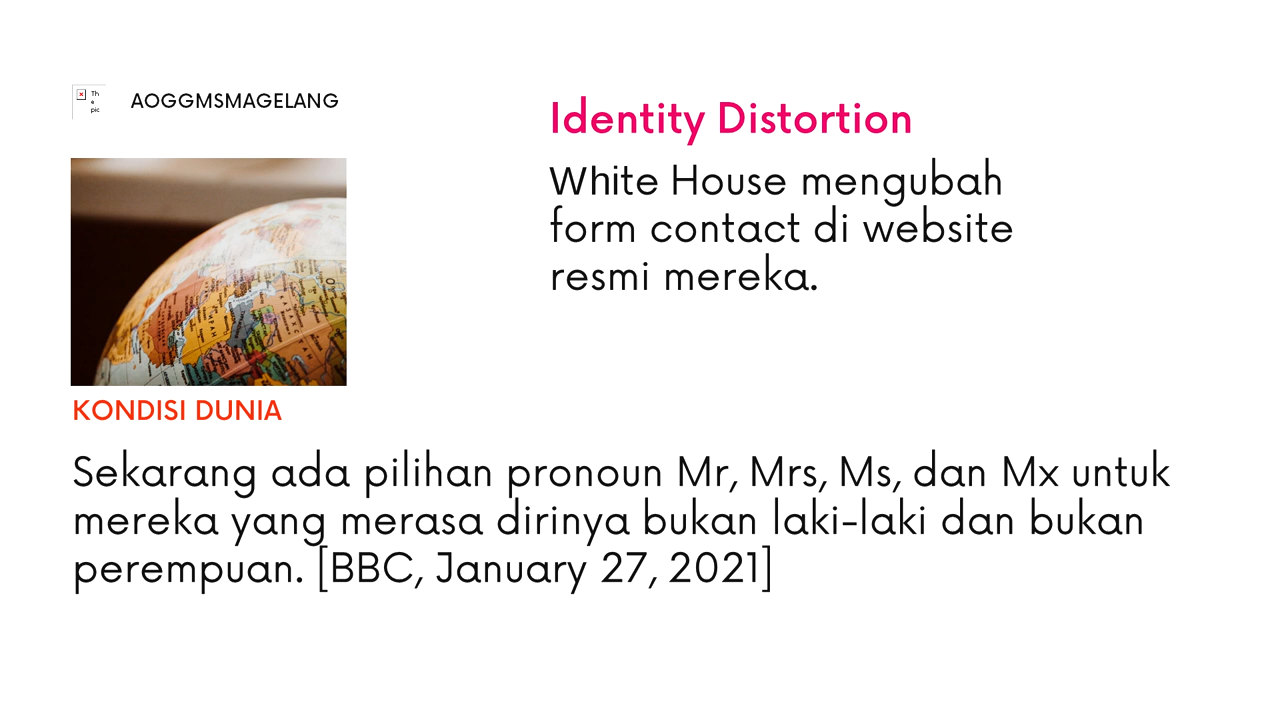 AOGGMSMAGELANG
Identity Distortion
White House mengubah
form contact di website
resmi mereka.
KONDISI DUNIA
Sekarang ada pilihan pronoun Mr, Mrs, Ms, dan Mx untuk
mereka yang merasa dirinya bukan laki-laki dan bukan
perempuan. [BBC, January 27, 2021]